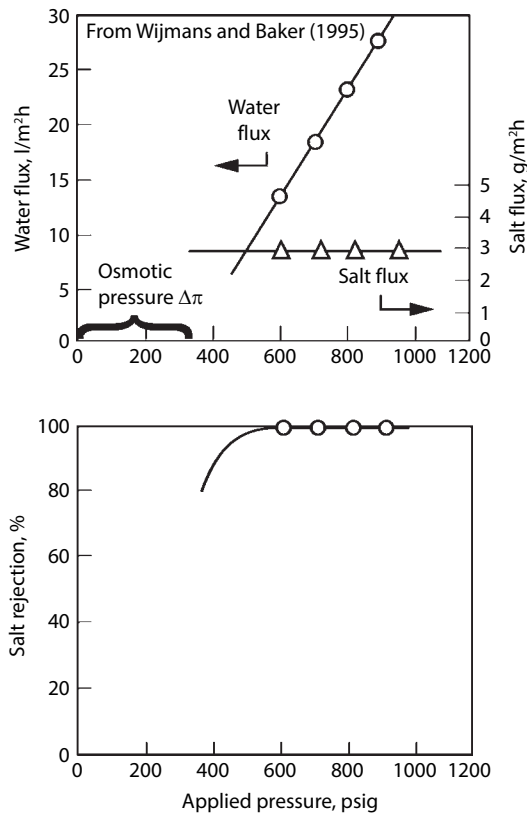 From Wijmans and Baker (1995)
Water flux, l/m²h
30
25
20
15
10
5
0
Water
flux
Salt flux, g/m²h
5
4
3
2
1
0
Osmotic
pressure Δπ
Salt flux
0 200 400 600 800 1000 1200
Salt rejection, %
100
80
60
40
20
0
0 200 400 600 800 1000 1200
Applied pressure, psig